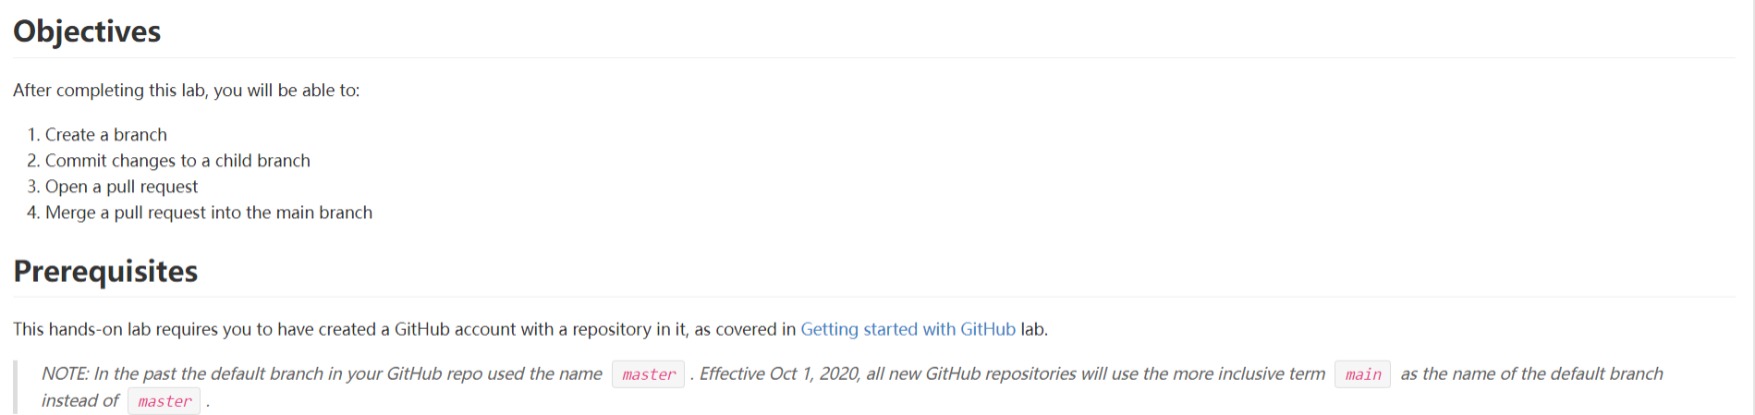 Objectives
After completing this lab, you will be able to:
1. Create a branch
2. Commit changes to a child branch
3. Open a pull request
4. Merge a pull request into the main branch
Prerequisites
This hands-on lab requires you to have created a GitHub account with a repository in it, as covered in Getting started with GitHub lab.
NOTE: In the past the default branch in your GitHub repo used the name master . Effective Oct 1, 2020, all new GitHub repositories will use the more inclusive term main as the name of the default branch
instead of master .